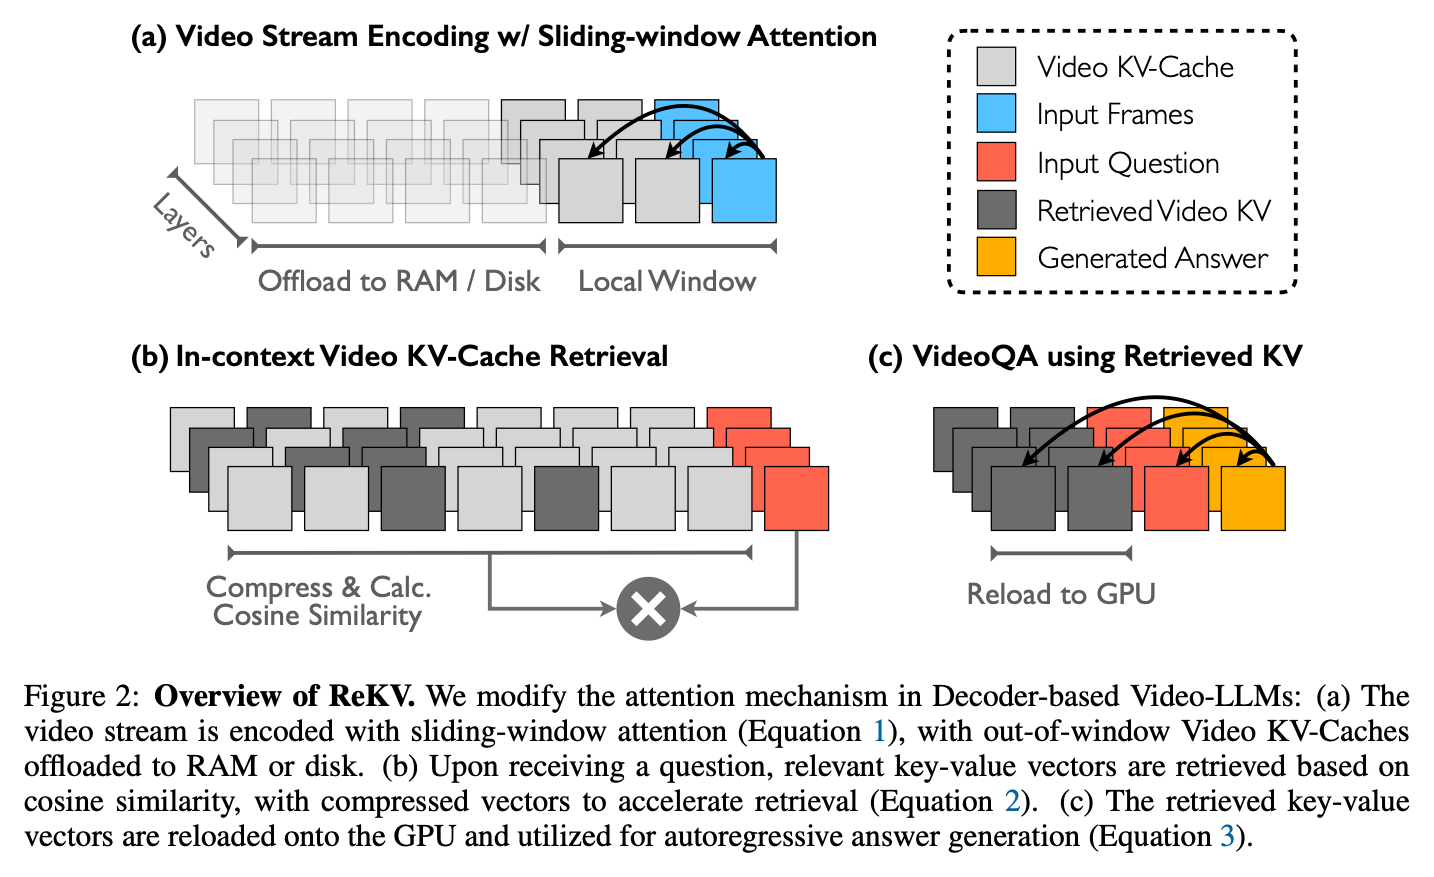 (a) Video Stream Encoding w/ Sliding-window Attention
Layers
Offload to RAM / Disk
Local Window
Video KV-Cache
Input Frames
Input Question
Retrieved Video KV
Generated Answer
(b) In-context Video KV-Cache Retrieval
Compress & Calc.
Cosine Similarity
(c) VideoQA using Retrieved KV
Reload to GPU
Figure 2: Overview of ReKV. We modify the attention mechanism in Decoder-based Video-LLMs: (a) The
video stream is encoded with sliding-window attention (Equation 1), with out-of-window Video KV-Caches
offloaded to RAM or disk. (b) Upon receiving a question, relevant key-value vectors are retrieved based on
cosine similarity, with compressed vectors to accelerate retrieval (Equation 2). (c) The retrieved key-value
vectors are reloaded onto the GPU and utilized for autoregressive answer generation (Equation 3).